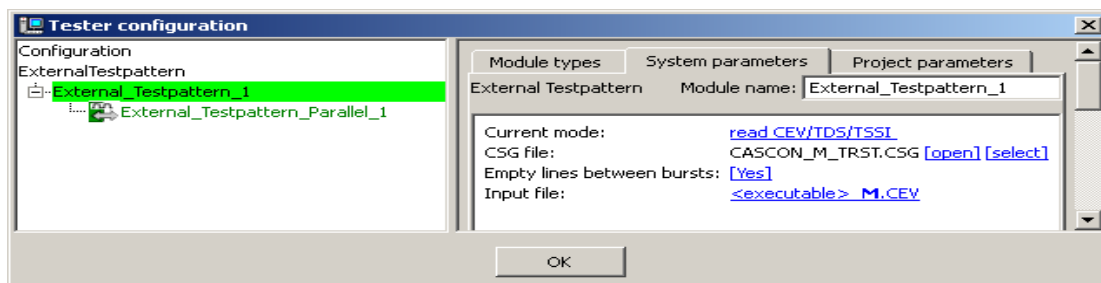 Tester configuration
Configuration
ExternalTestpattern
External_Testpattern_1
External_Testpattern_Parallel_1
Module types System parameters Project parameters
External Testpattern Module name: External_Testpattern_1
Current mode: read CEV/TDS/TSSI
CSG file: CASCON_M_TRST.CSG [open] [select]
Empty lines between bursts: [Yes]
Input file: <executable>_M.CEV
OK